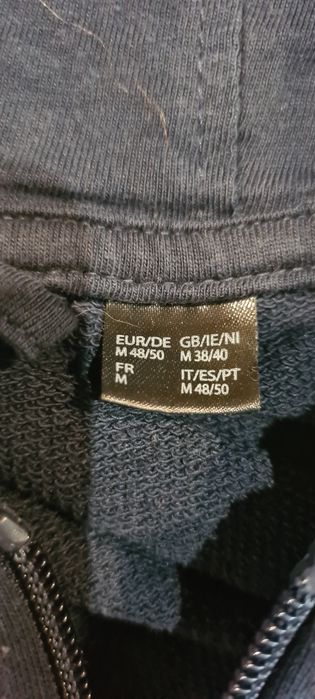 EUR/DE GB/IE/NI
M 48/50 M 38/40
FR IT/ES/PT
M M 48/50